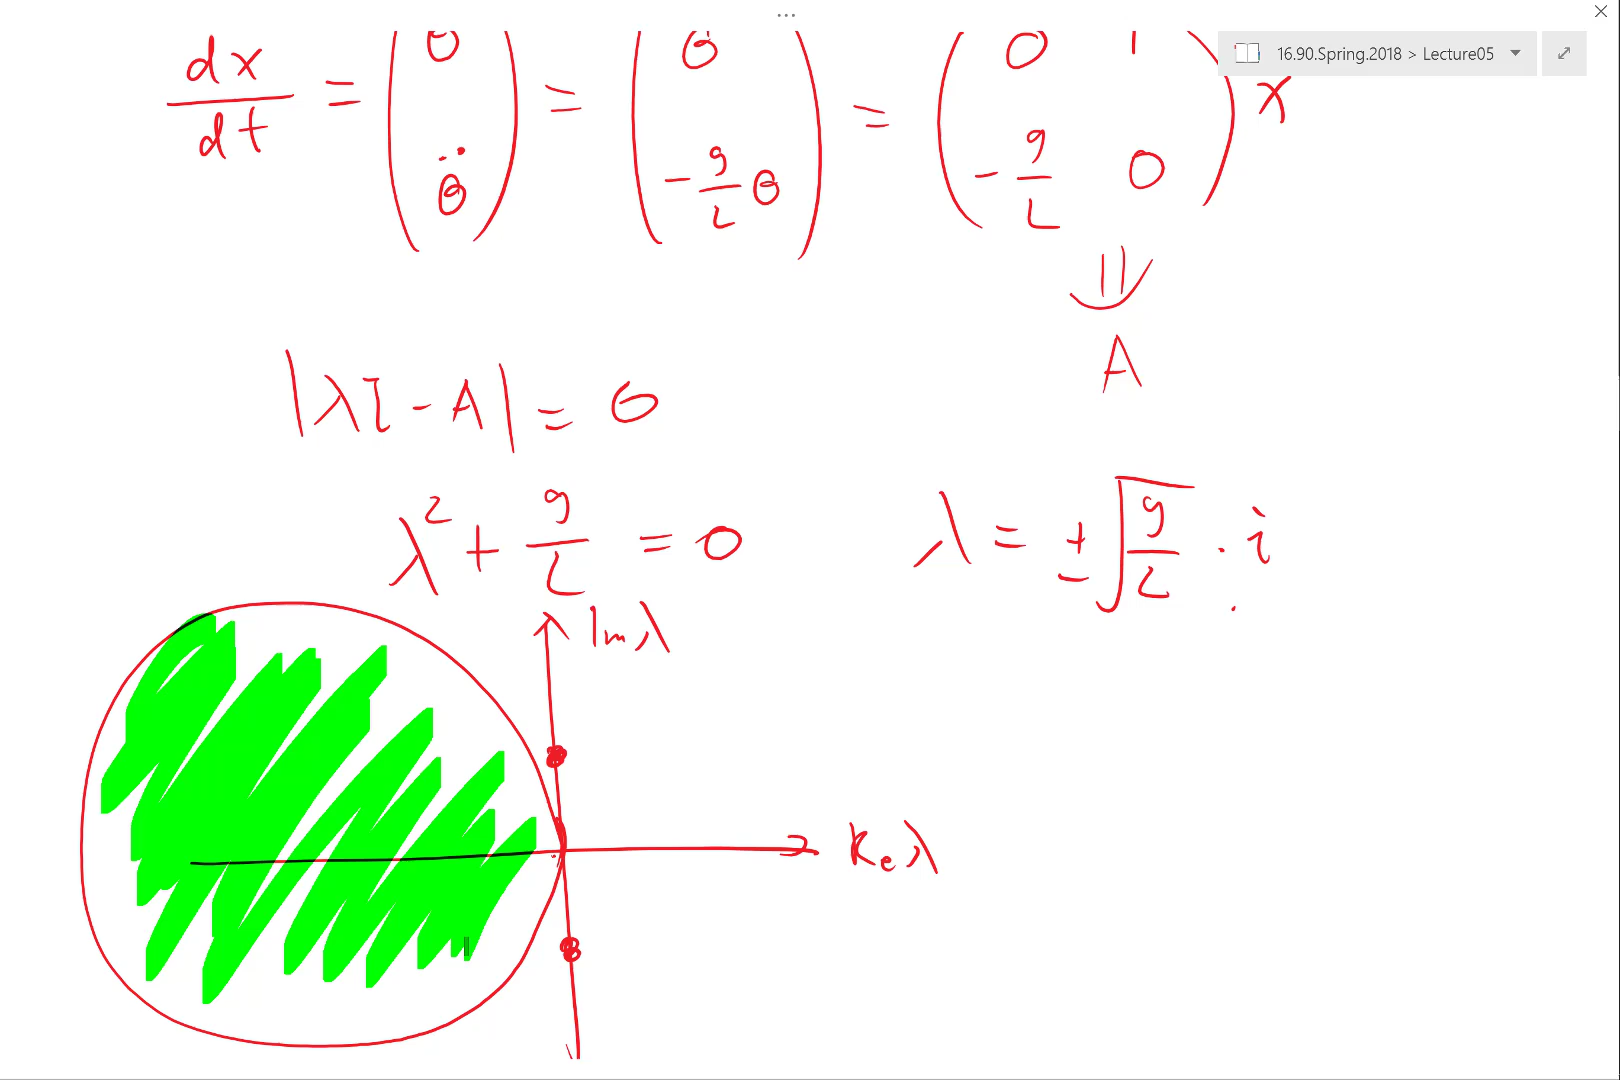 16.90.Spring.2018 > Lecture05
dx/dt = (θ̇ θ̈) = (θ̇ -g/L θ) = (0 1 -g/L 0) x
A
|λI - A| = 0
λ² + g/L = 0
λ = ± √(g/L) · i
Im λ
Re λ